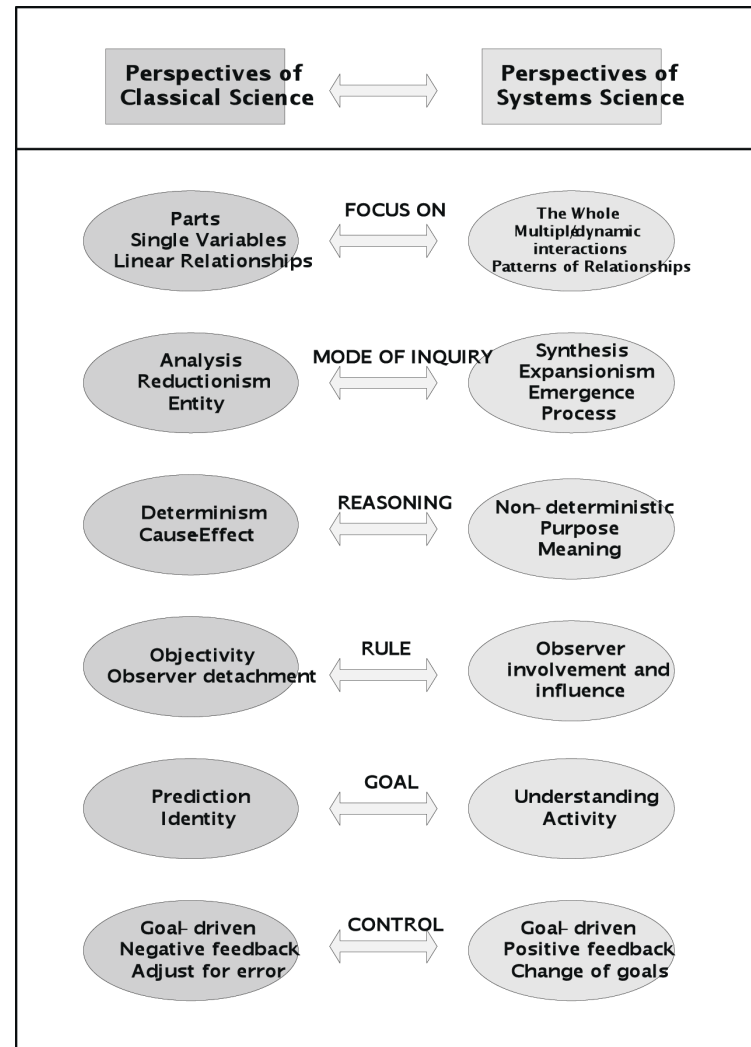 Perspectives of
Classical Science
Perspectives of
Systems Science
FOCUS ON
Parts
Single Variables
Linear Relationships
The Whole
Multiple/dynamic
interactions
Patterns of Relationships
MODE OF INQUIRY
Analysis
Reductionism
Entity
Synthesis
Expansionism
Emergence
Process
REASONING
Determinism
CauseEffect
Non-deterministic
Purpose
Meaning
RULE
Objectivity
Observer detachment
Observer
involvement and
influence
GOAL
Prediction
Identity
Understanding
Activity
CONTROL
Goal-driven
Negative feedback
Adjust for error
Goal-driven
Positive feedback
Change of goals